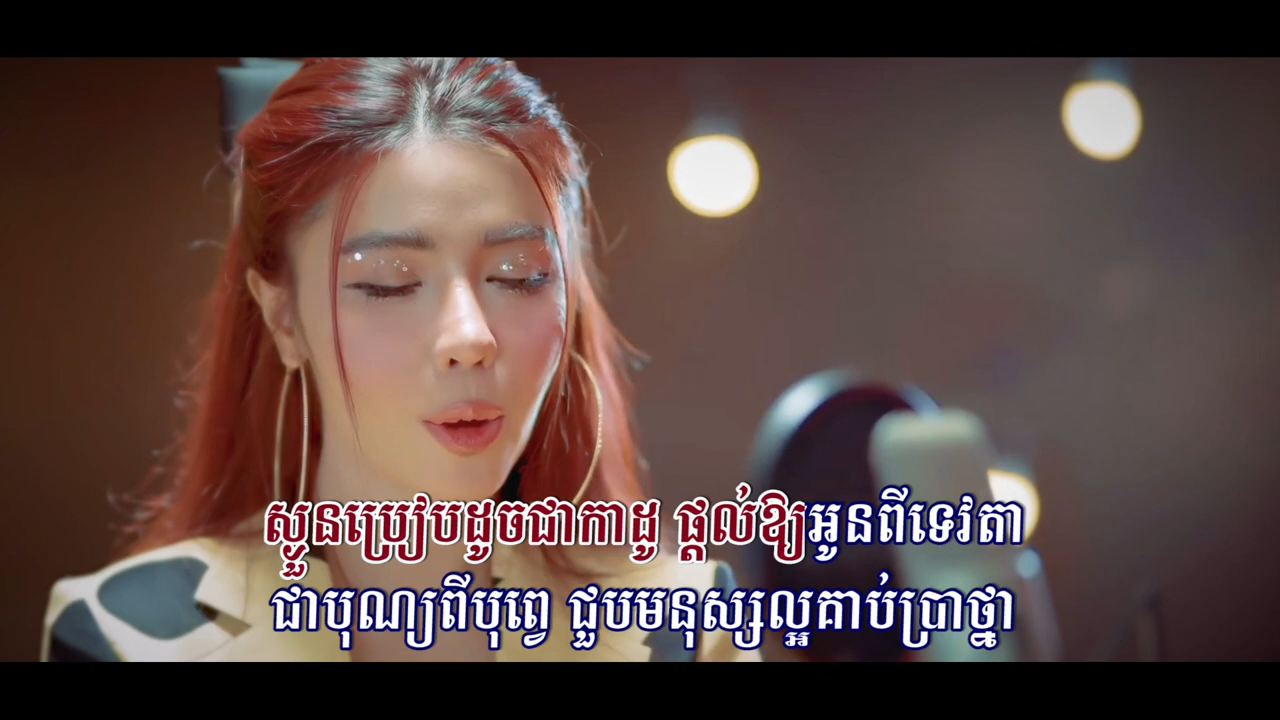 ស្ងួនប្រៀបដូចជាកាដូ ផ្តល់ឱ្យអូនពីទេវតា
ជាបុណ្យពីបុព្វេ ជួបមនុស្សល្អគាប់ប្រាថ្នា